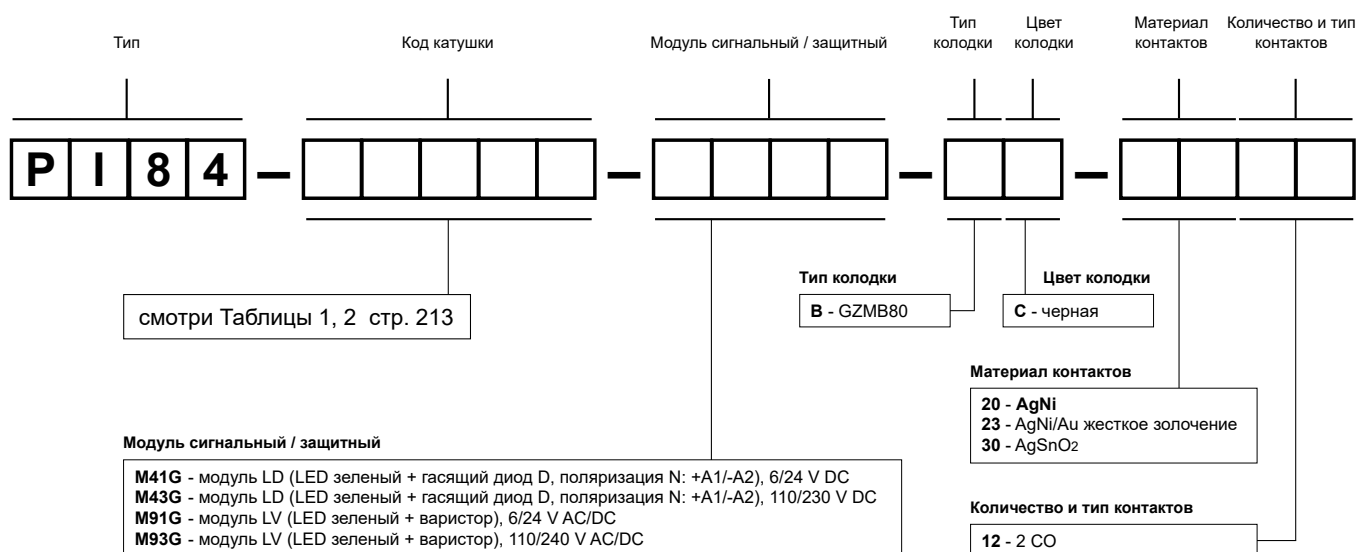 Тип
Код катушки
Модуль сигнальный / защитный
Тип
колодки
Цвет
колодки
Материал
контактов
Количество и тип
контактов
PI84 – – – –
Тип колодки
B - GZMB80
Цвет колодки
C - черная
смотри Таблицы 1, 2 стр. 213
Материал контактов
20 - AgNi
23 - AgNi/Au жесткое золочение
30 - AgSnO2
Модуль сигнальный / защитный
M41G - модуль LD (LED зеленый + гасящий диод D, поляризация N: +A1/-A2), 6/24 V DC
M43G - модуль LD (LED зеленый + гасящий диод D, поляризация N: +A1/-A2), 110/230 V DC
M91G - модуль LV (LED зеленый + варистор), 6/24 V AC/DC
M93G - модуль LV (LED зеленый + варистор), 110/240 V AC/DC
Количество и тип контактов
12 - 2 CO